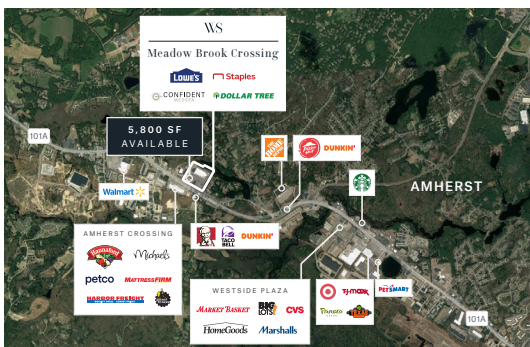 WS
Meadow Brook Crossing
LOWE'S
Staples
CONFIDENT
DOLLAR TREE
5,800 SF
AVAILABLE
101A
Walmart
THE HOME DEPOT
Pizza Hut
DUNKIN'
AMHERST
AMHERST CROSSING
Hannaford
Michaels
petco
MATTRESSFIRM
HARBOR FREIGHT
KFC
TACO BELL
DUNKIN'
WESTSIDE PLAZA
MARKET BASKET
BIG LOTS!
CVS
HomeGoods
Marshalls
T.J.maxx
Panera
PETSMART
101A